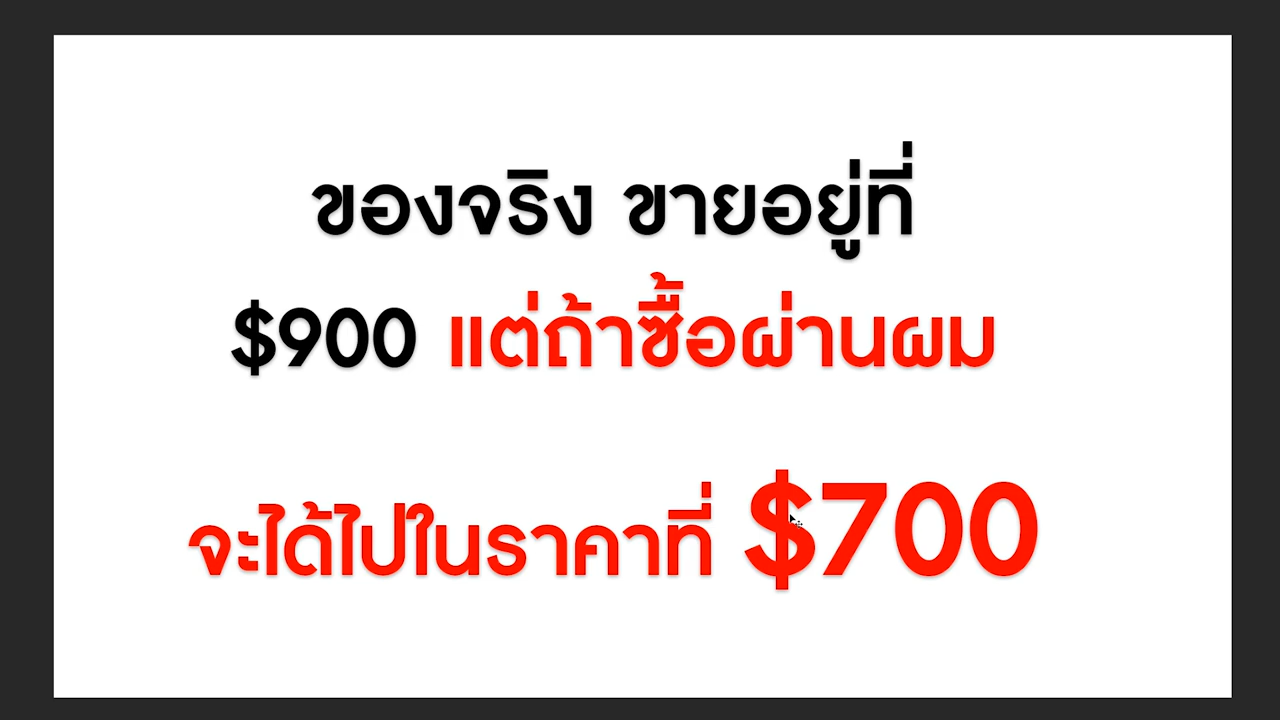 ของจริง ขายอยู่ที่
$900 แต่ถ้าซื้อผ่านผม
จะได้ไปในราคาที่ $700